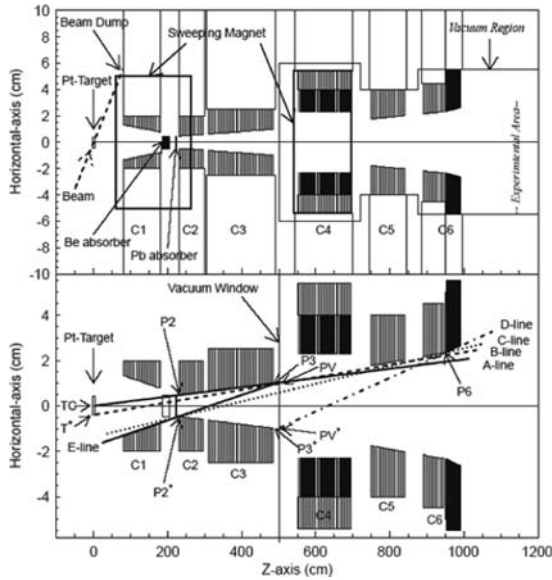 10
Beam Dump
Sweeping Magnet
Vacuum Region
8
6
Pt-Target
4
2
0
-2
-4
Beam
-- Experimental Area--
-6
C1
C2
C3
C4
C5
C6
Be absorber
-8
Pb absorber
-10
Horizontal-axis (cm)
Vacuum Window
Pt-Target
P2
4
D-line
C-line
B-line
A-line
P3
PV
P6
2
TC
0
T*
E-line
PV*
P3*
C1
C2
C3
C4
C5
C6
-2
P2*
-4
Horizontal-axis (cm)
0
200
400
600
800
1000
1200
Z-axis (cm)